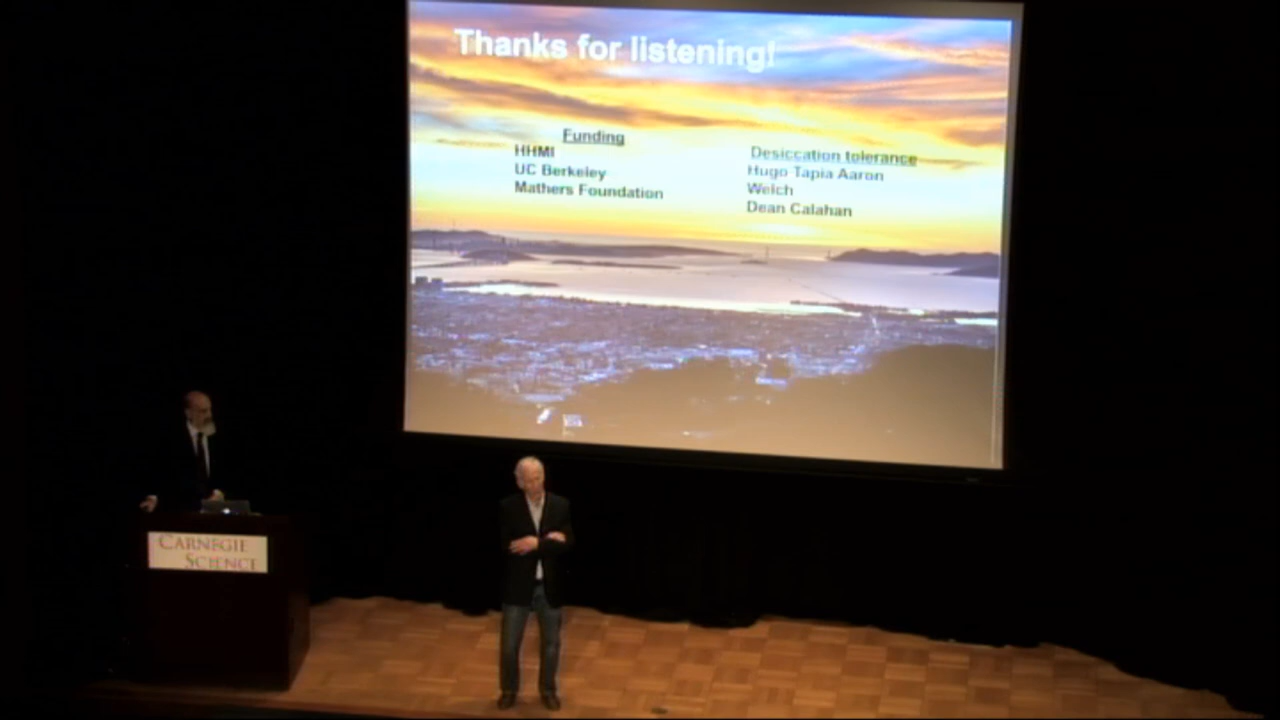 Thanks for listening!
Funding
HHMI
UC Berkeley
Mathers Foundation
Desiccation tolerance
Hugo Tapia Aaron
Welch
Dean Calahan
CARNEGIE
SCIENCE